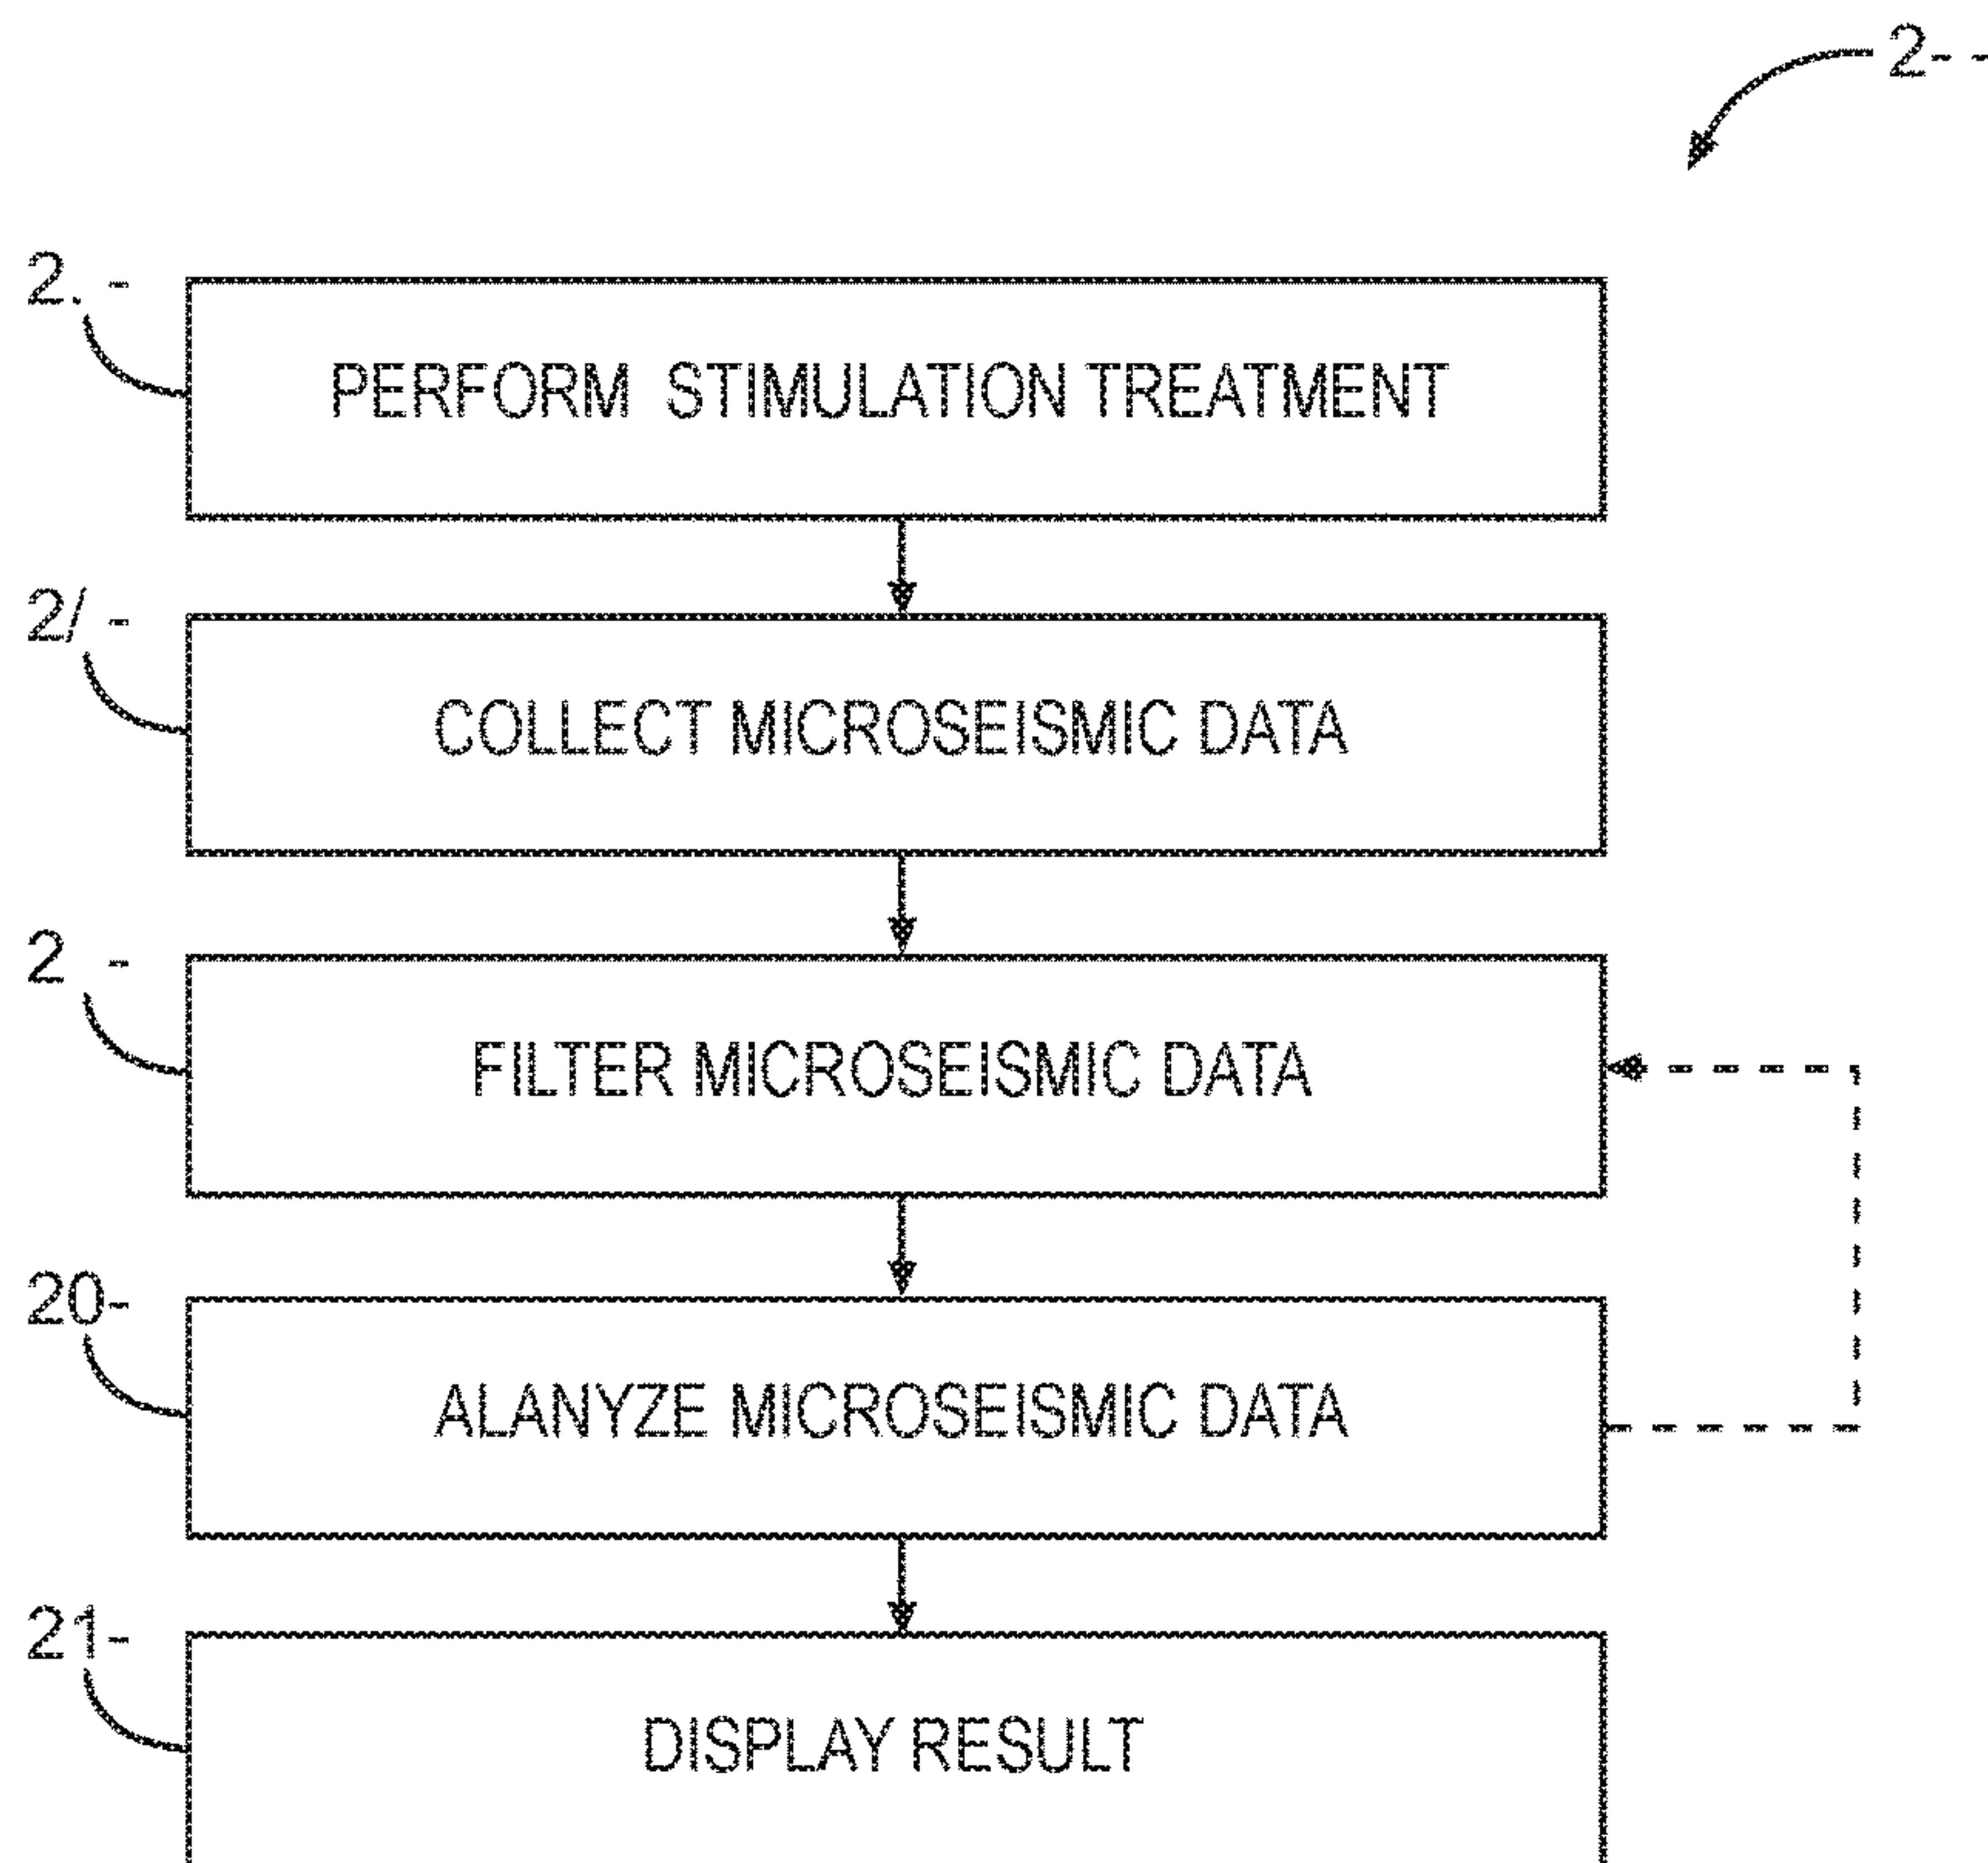 2- -
2. -
PERFORM STIMULATION TREATMENT
2/ -
COLLECT MICROSEISMIC DATA
2 -
FILTER MICROSEISMIC DATA
20-
ALANYZE MICROSEISMIC DATA
21-
DISPLAY RESULT